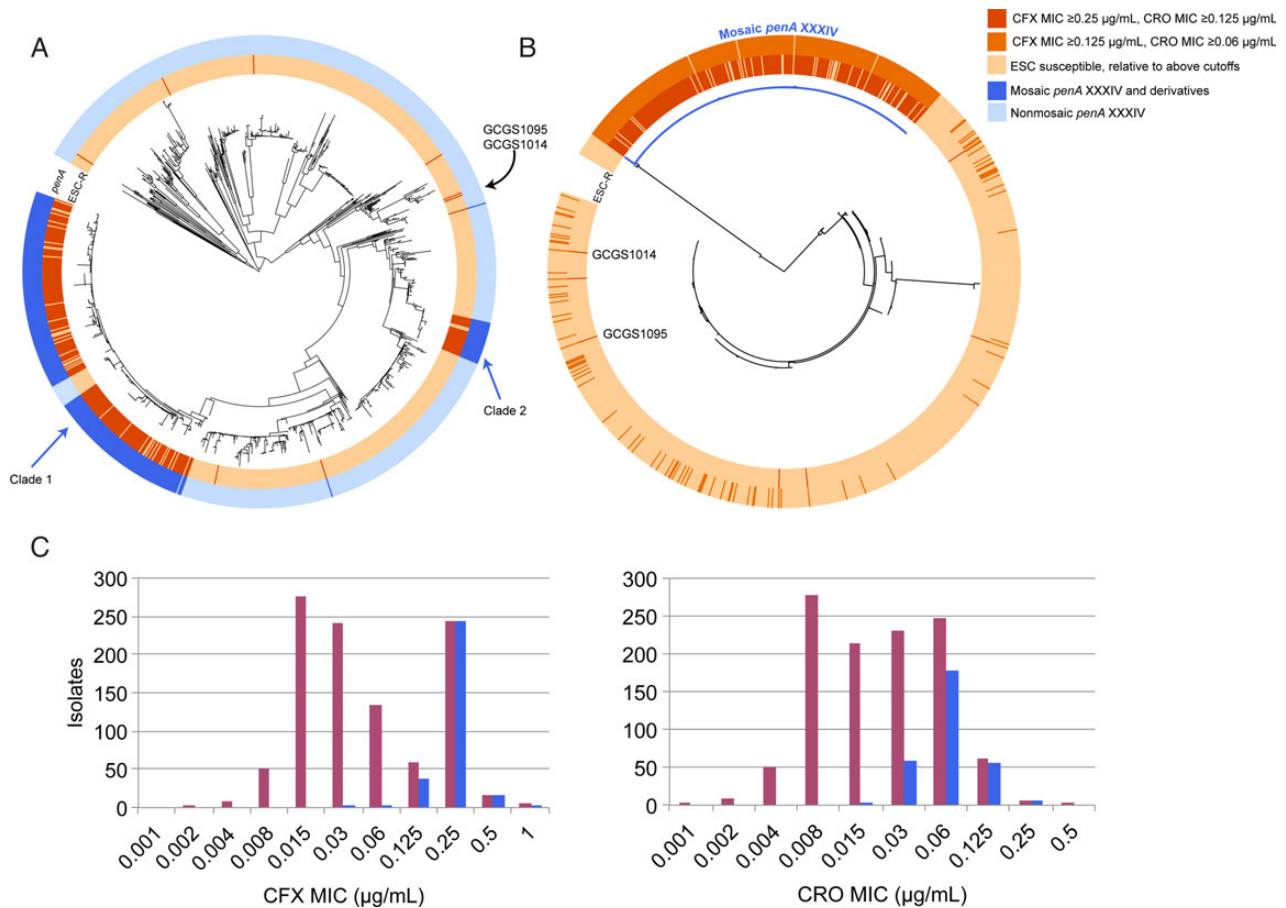 A
penA
ESC-R
GCGS1095
GCGS1014
Clade 1
Clade 2
B
Mosaic penA XXXIV
ESC-R
GCGS1014
GCGS1095
CFX MIC ≥0.25 µg/mL, CRO MIC ≥0.125 µg/mL
CFX MIC ≥0.125 µg/mL, CRO MIC ≥0.06 µg/mL
ESC susceptible, relative to above cutoffs
Mosaic penA XXXIV and derivatives
Nonmosaic penA XXXIV
C
Isolates
300
250
200
150
100
50
0
0.001
0.002
0.004
0.008
0.015
0.03
0.06
0.125
0.25
0.5
1
CFX MIC (µg/mL)
300
250
200
150
100
50
0
0.001
0.002
0.004
0.008
0.015
0.03
0.06
0.125
0.25
0.5
CRO MIC (µg/mL)